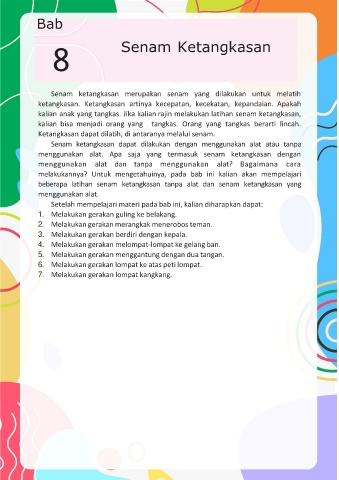 Bab
8
Senam Ketangkasan
Senam ketangkasan merupakan senam yang dilakukan untuk melatih
ketangkasan. Ketangkasan artinya kecepatan, kecekatan, kepandaian. Apakah
kalian anak yang tangkas. Jika kalian rajin melakukan latihan senam ketangkasan,
kalian bisa menjadi orang yang tangkas. Orang yang tangkas berarti lincah.
Ketangkasan dapat dilatih, di antaranya melalui senam.
Senam ketangkasan dapat dilakukan dengan menggunakan alat atau tanpa
menggunakan alat. Apa saja yang termasuk senam ketangkasan dengan
menggunakan alat dan tanpa menggunakan alat? Bagaimana cara
melakukannya? Untuk mengetahuinya, pada bab ini kalian akan mempelajari
beberapa latihan senam ketangkasan tanpa alat dan senam ketangkasan yang
menggunakan alat.
Setelah mempelajari materi pada bab ini, kalian diharapkan dapat:
1. Melakukan gerakan guling ke belakang.
2. Melakukan gerakan merangkak menerobos teman.
3. Melakukan gerakan berdiri dengan kepala.
4. Melakukan gerakan melompat-lompat ke gelang ban.
5. Melakukan gerakan menggantung dengan dua tangan.
6. Melakukan gerakan lompat ke atas peti lompat.
7. Melakukan gerakan lompat kangkang.